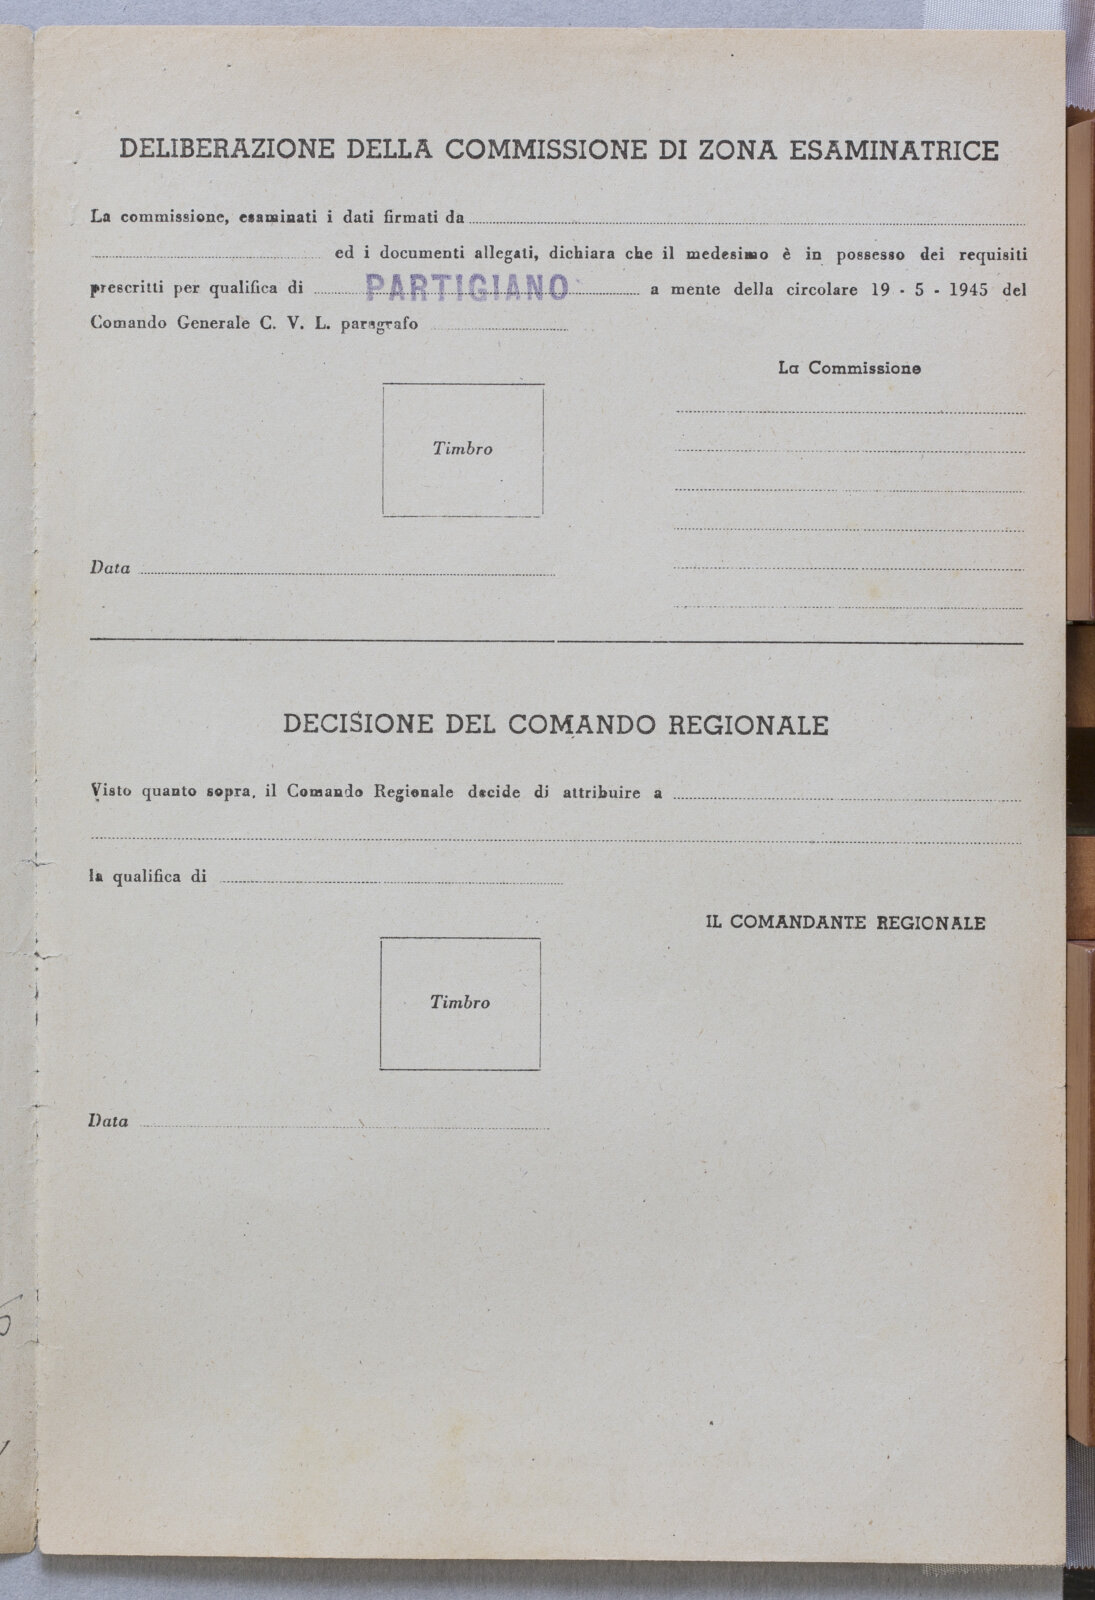 DELIBERAZIONE DELLA COMMISSIONE DI ZONA ESAMINATRICE
La commissione, esaminati i dati firmati da
ed i documenti allegati, dichiara che il medesimo è in possesso dei requisiti
prescritti per qualifica di PARTIGIANO a mente della circolare 19 - 5 - 1945 del
Comando Generale C. V. L. paragrafo
La Commissione
Timbro
Data
DECISIONE DEL COMANDO REGIONALE
Visto quanto sopra, il Comando Regionale decide di attribuire a
la qualifica di
IL COMANDANTE REGIONALE
Timbro
Data